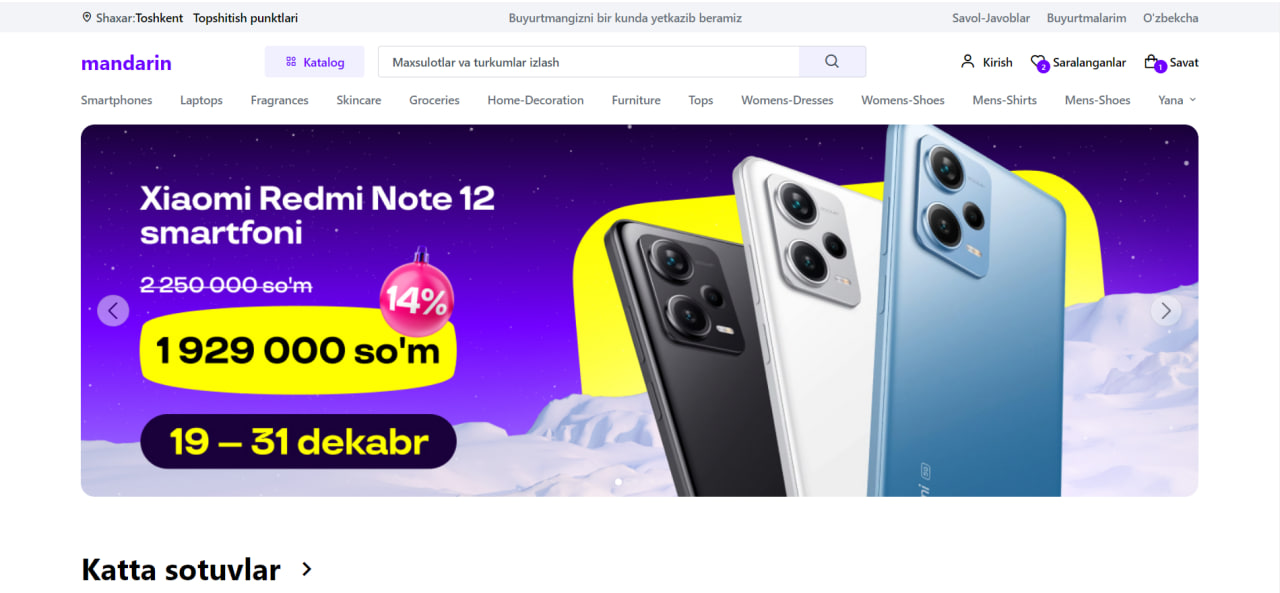 Shaxar:Toshkent Topshitish punktlari Buyurtmangizni bir kunda yetkazib beramiz Savol-Javoblar Buyurtmalarim O'zbekcha
mandarin Katalog Maxsulotlar va turkumlar izlash Kirish 2 Saralanganlar 1 Savat
Smartphones Laptops Fragrances Skincare Groceries Home-Decoration Furniture Tops Womens-Dresses Womens-Shoes Mens-Shirts Mens-Shoes Yana
Xiaomi Redmi Note 12
smartfoni
2 250 000 so'm
14%
1 929 000 so'm
19 – 31 dekabr
Katta sotuvlar